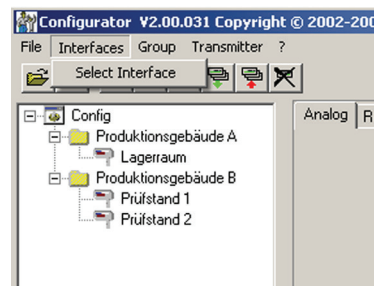 Configurator V2.00.031 Copyright © 2002-200
File Interfaces Group Transmitter ?
Select Interface
Config
Produktionsgebäude A
Lagerraum
Produktionsgebäude B
Prüfstand 1
Prüfstand 2
Analog R